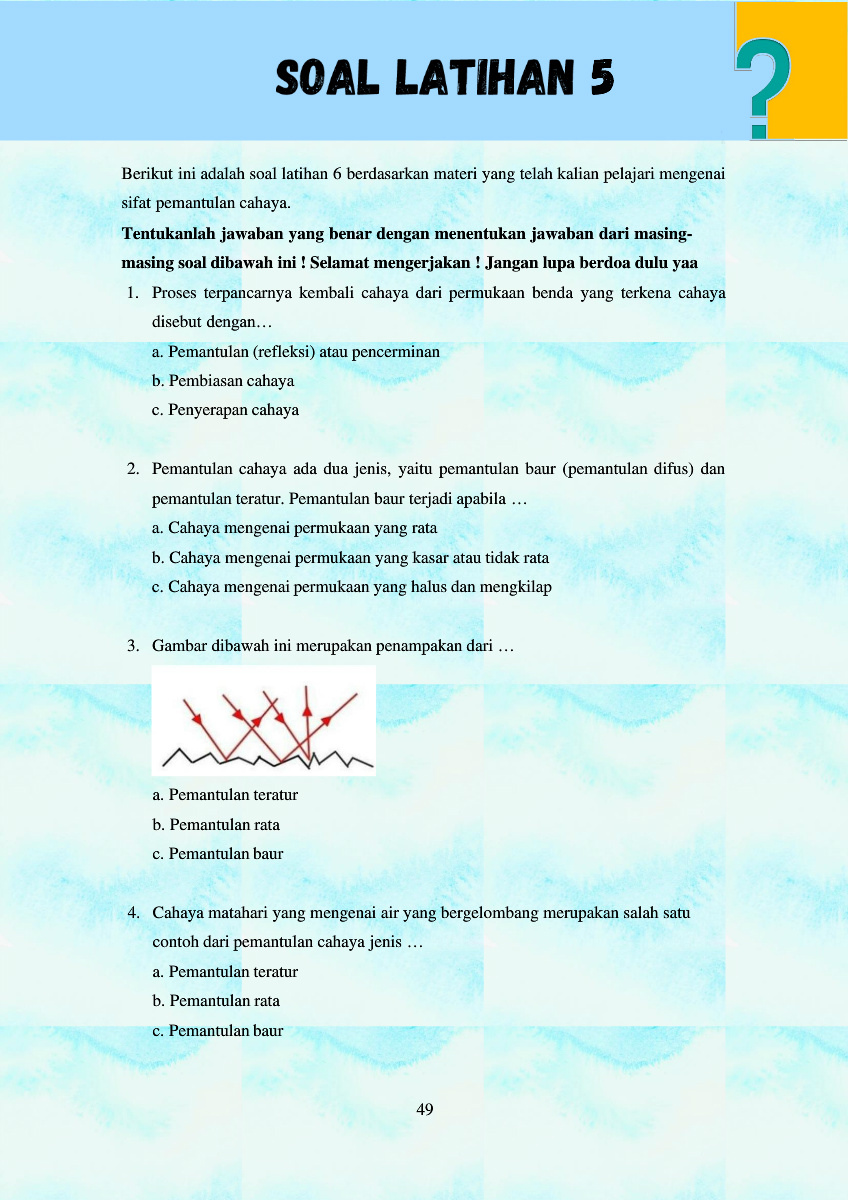 SOAL LATIHAN 5
?
Berikut ini adalah soal latihan 6 berdasarkan materi yang telah kalian pelajari mengenai
sifat pemantulan cahaya.
Tentukanlah jawaban yang benar dengan menentukan jawaban dari masing-
masing soal dibawah ini ! Selamat mengerjakan ! Jangan lupa berdoa dulu yaa
1. Proses terpancarnya kembali cahaya dari permukaan benda yang terkena cahaya
disebut dengan…
a. Pemantulan (refleksi) atau pencerminan
b. Pembiasan cahaya
c. Penyerapan cahaya
2. Pemantulan cahaya ada dua jenis, yaitu pemantulan baur (pemantulan difus) dan
pemantulan teratur. Pemantulan baur terjadi apabila …
a. Cahaya mengenai permukaan yang rata
b. Cahaya mengenai permukaan yang kasar atau tidak rata
c. Cahaya mengenai permukaan yang halus dan mengkilap
3. Gambar dibawah ini merupakan penampakan dari …
a. Pemantulan teratur
b. Pemantulan rata
c. Pemantulan baur
4. Cahaya matahari yang mengenai air yang bergelombang merupakan salah satu
contoh dari pemantulan cahaya jenis …
a. Pemantulan teratur
b. Pemantulan rata
c. Pemantulan baur
49